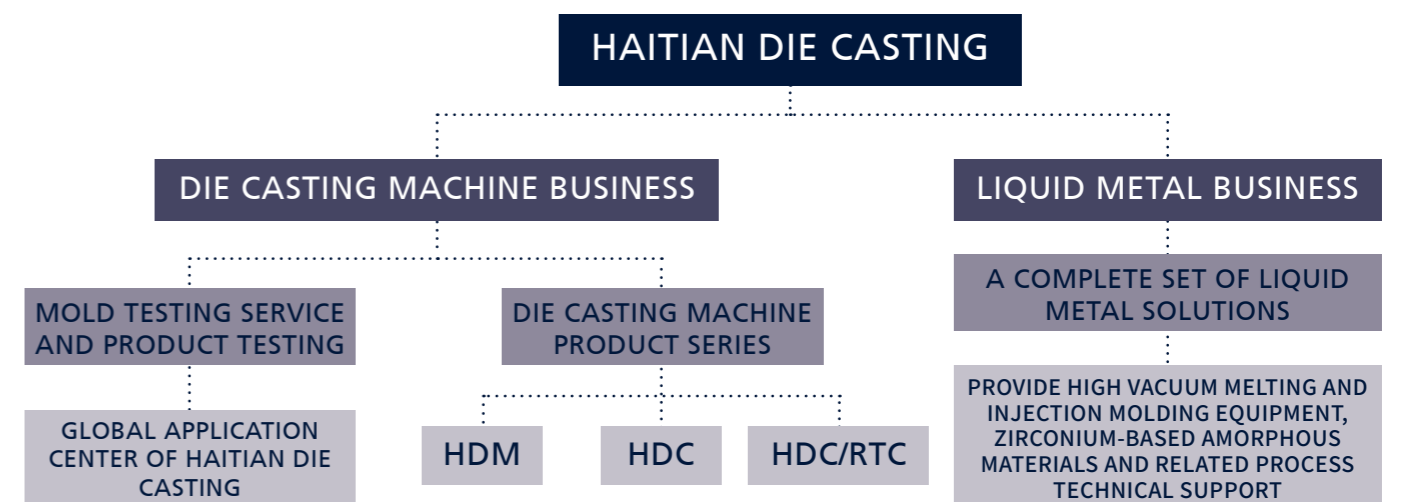 HAITIAN DIE CASTING
DIE CASTING MACHINE BUSINESS
LIQUID METAL BUSINESS
MOLD TESTING SERVICE
AND PRODUCT TESTING
DIE CASTING MACHINE
PRODUCT SERIES
A COMPLETE SET OF LIQUID
METAL SOLUTIONS
GLOBAL APPLICATION
CENTER OF HAITIAN DIE
CASTING
HDM
HDC
HDC/RTC
PROVIDE HIGH VACUUM MELTING AND
INJECTION MOLDING EQUIPMENT,
ZIRCONIUM-BASED AMORPHOUS
MATERIALS AND RELATED PROCESS
TECHNICAL SUPPORT